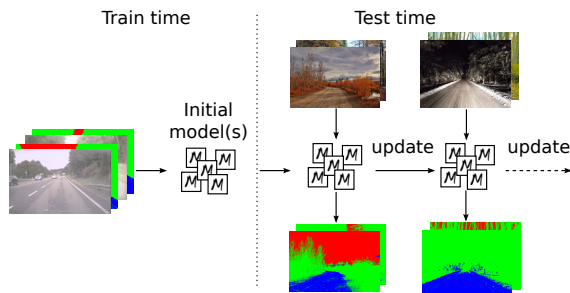 Train time
Test time
Initial
model(s)
M M M M M
M M M M M
M M M M M
update
update